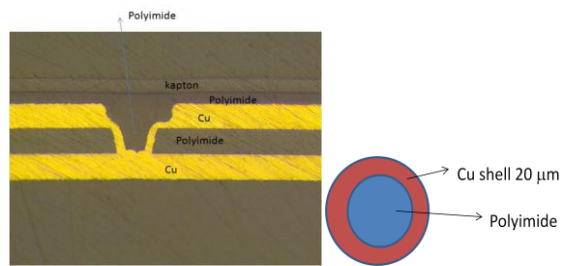 Polyimide
kapton
Polyimide
Cu
Polyimide
Cu
Cu shell 20 μm
Polyimide